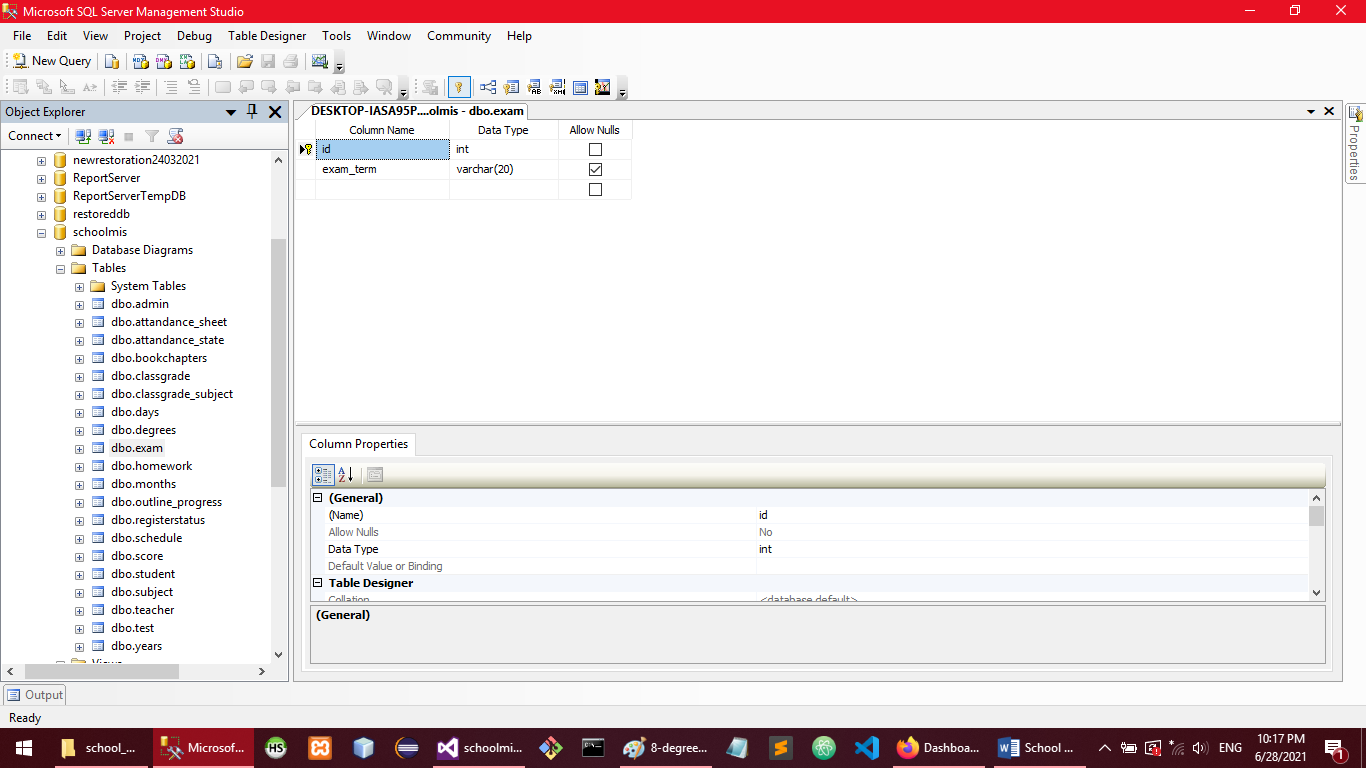 Microsoft SQL Server Management Studio
File Edit View Project Debug Table Designer Tools Window Community Help
New Query
Object Explorer
Connect
newrestoration24032021
ReportServer
ReportServerTempDB
restoreddb
schoolmis
Database Diagrams
Tables
System Tables
dbo.admin
dbo.attandance_sheet
dbo.attandance_state
dbo.bookchapters
dbo.classgrade
dbo.classgrade_subject
dbo.days
dbo.degrees
dbo.exam
dbo.homework
dbo.months
dbo.outline_progress
dbo.registerstatus
dbo.schedule
dbo.score
dbo.student
dbo.subject
dbo.teacher
dbo.test
dbo.years
Views
DESKTOP-IASA95P....olmis - dbo.exam
Column Name Data Type Allow Nulls
id int
exam_term varchar(20)
Column Properties
(General)
(Name) id
Allow Nulls No
Data Type int
Default Value or Binding
Table Designer
Collation <database default>
(General)
Properties
Output
Ready
school_... Microsof... HS schoolmi... 8-degree... Dashboa... School ... ENG 10:17 PM
6/28/2021 1